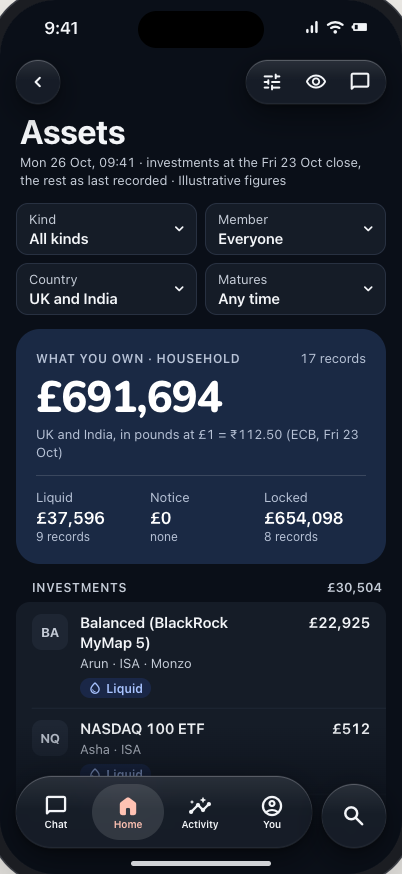 9:41
Assets
Mon 26 Oct, 09:41 · investments at the Fri 23 Oct close,
the rest as last recorded · Illustrative figures
Kind
All kinds
Member
Everyone
Country
UK and India
Matures
Any time
WHAT YOU OWN · HOUSEHOLD
17 records
£691,694
UK and India, in pounds at £1 = ₹112.50 (ECB, Fri 23
Oct)
Liquid
£37,596
9 records
Notice
£0
none
Locked
£654,098
8 records
INVESTMENTS
£30,504
BA
Balanced (BlackRock
MyMap 5)
£22,925
Arun · ISA · Monzo
Liquid
NQ
NASDAQ 100 ETF
£512
Asha · ISA
Liquid
Chat
Home
Activity
You